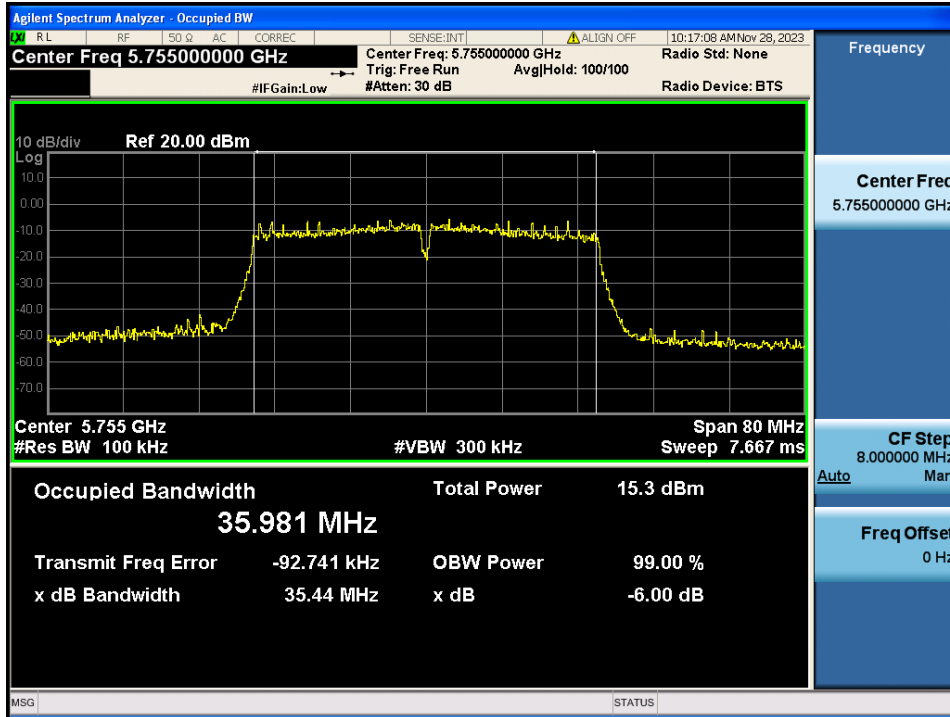 Agilent Spectrum Analyzer - Occupied BW
LXI RL RF 50 Ω AC CORREC SENSE:INT ALIGN OFF 10:17:08 AM Nov 28, 2023
Center Freq 5.755000000 GHz
Center Freq: 5.755000000 GHz Radio Std: None
Trig: Free Run Avg|Hold: 100/100
#IFGain:Low #Atten: 30 dB Radio Device: BTS
10 dB/div Ref 20.00 dBm
Log
10.0
0.00
-10.0
-20.0
-30.0
-40.0
-50.0
-60.0
-70.0
Center 5.755 GHz Span 80 MHz
#Res BW 100 kHz #VBW 300 kHz Sweep 7.667 ms
Occupied Bandwidth Total Power 15.3 dBm
35.981 MHz
Transmit Freq Error -92.741 kHz OBW Power 99.00 %
x dB Bandwidth 35.44 MHz x dB -6.00 dB
Frequency
Center Freq
5.755000000 GHz
CF Step
8.000000 MHz
Auto Man
Freq Offset
0 Hz
MSG STATUS